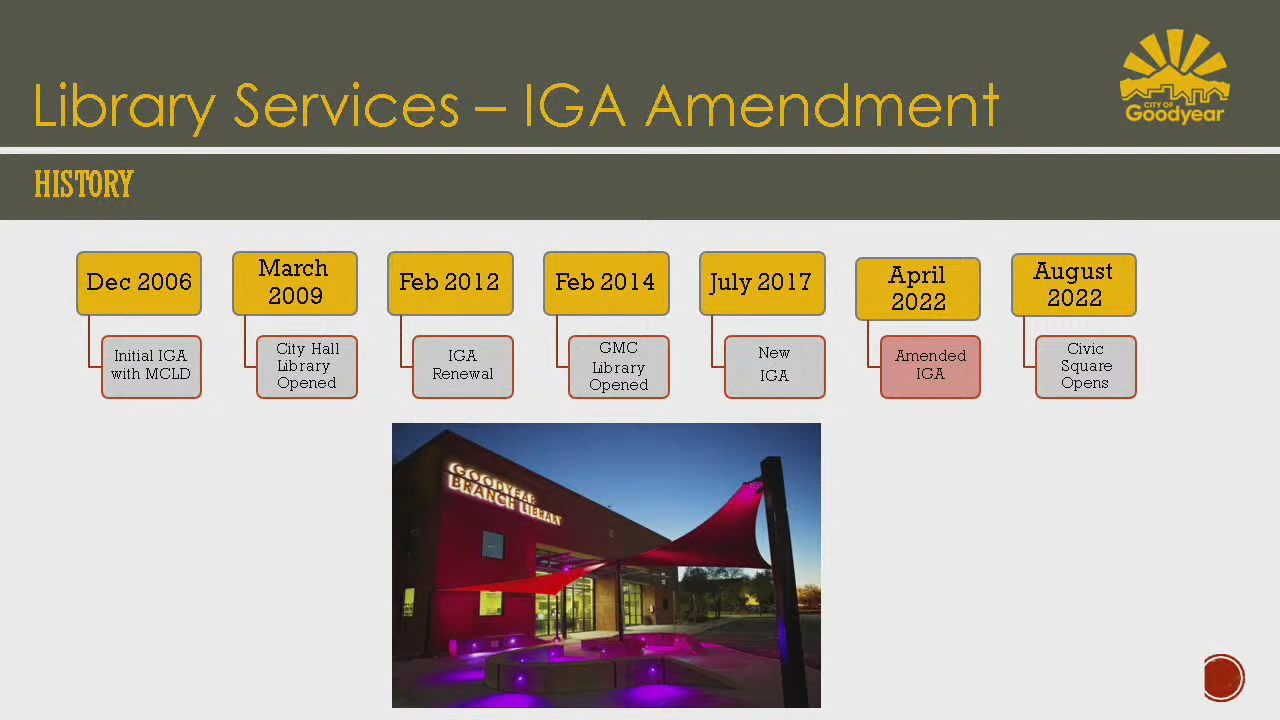 Library Services – IGA Amendment
CITY OF
Goodyear
HISTORY
Dec 2006
March
2009
Feb 2012
Feb 2014
July 2017
April
2022
August
2022
Initial IGA
with MCLD
City Hall
Library
Opened
IGA
Renewal
GMC
Library
Opened
New
IGA
Amended
IGA
Civic
Square
Opens
GOODYEAR
BRANCH LIBRARY